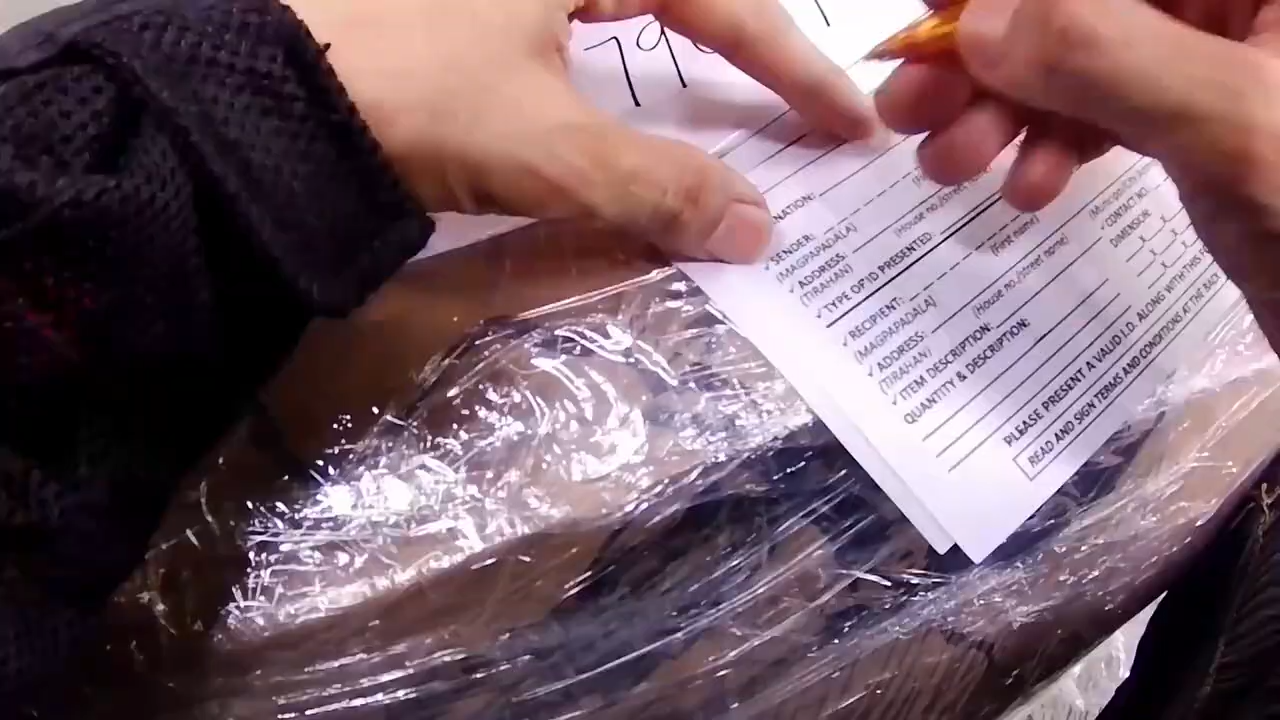 79
NATION:
✓SENDER:
(MAGPAPADALA)
✓ADDRESS:
(House no./street
(TIRAHAN)
✓TYPE OF ID PRESENTED:
✓RECIPIENT:
(First name)
(MAGPAPADALA)
✓ADDRESS:
(House no./street name)
(Municipal/City
(TIRAHAN)
✓CONTACT NO.
✓ITEM DESCRIPTION:
DIMENSION:
QUANTITY & DESCRIPTION:
X X
X X
X X
PLEASE PRESENT A VALID I.D. ALONG WITH THIS
READ AND SIGN TERMS AND CONDITIONS AT THE BACK